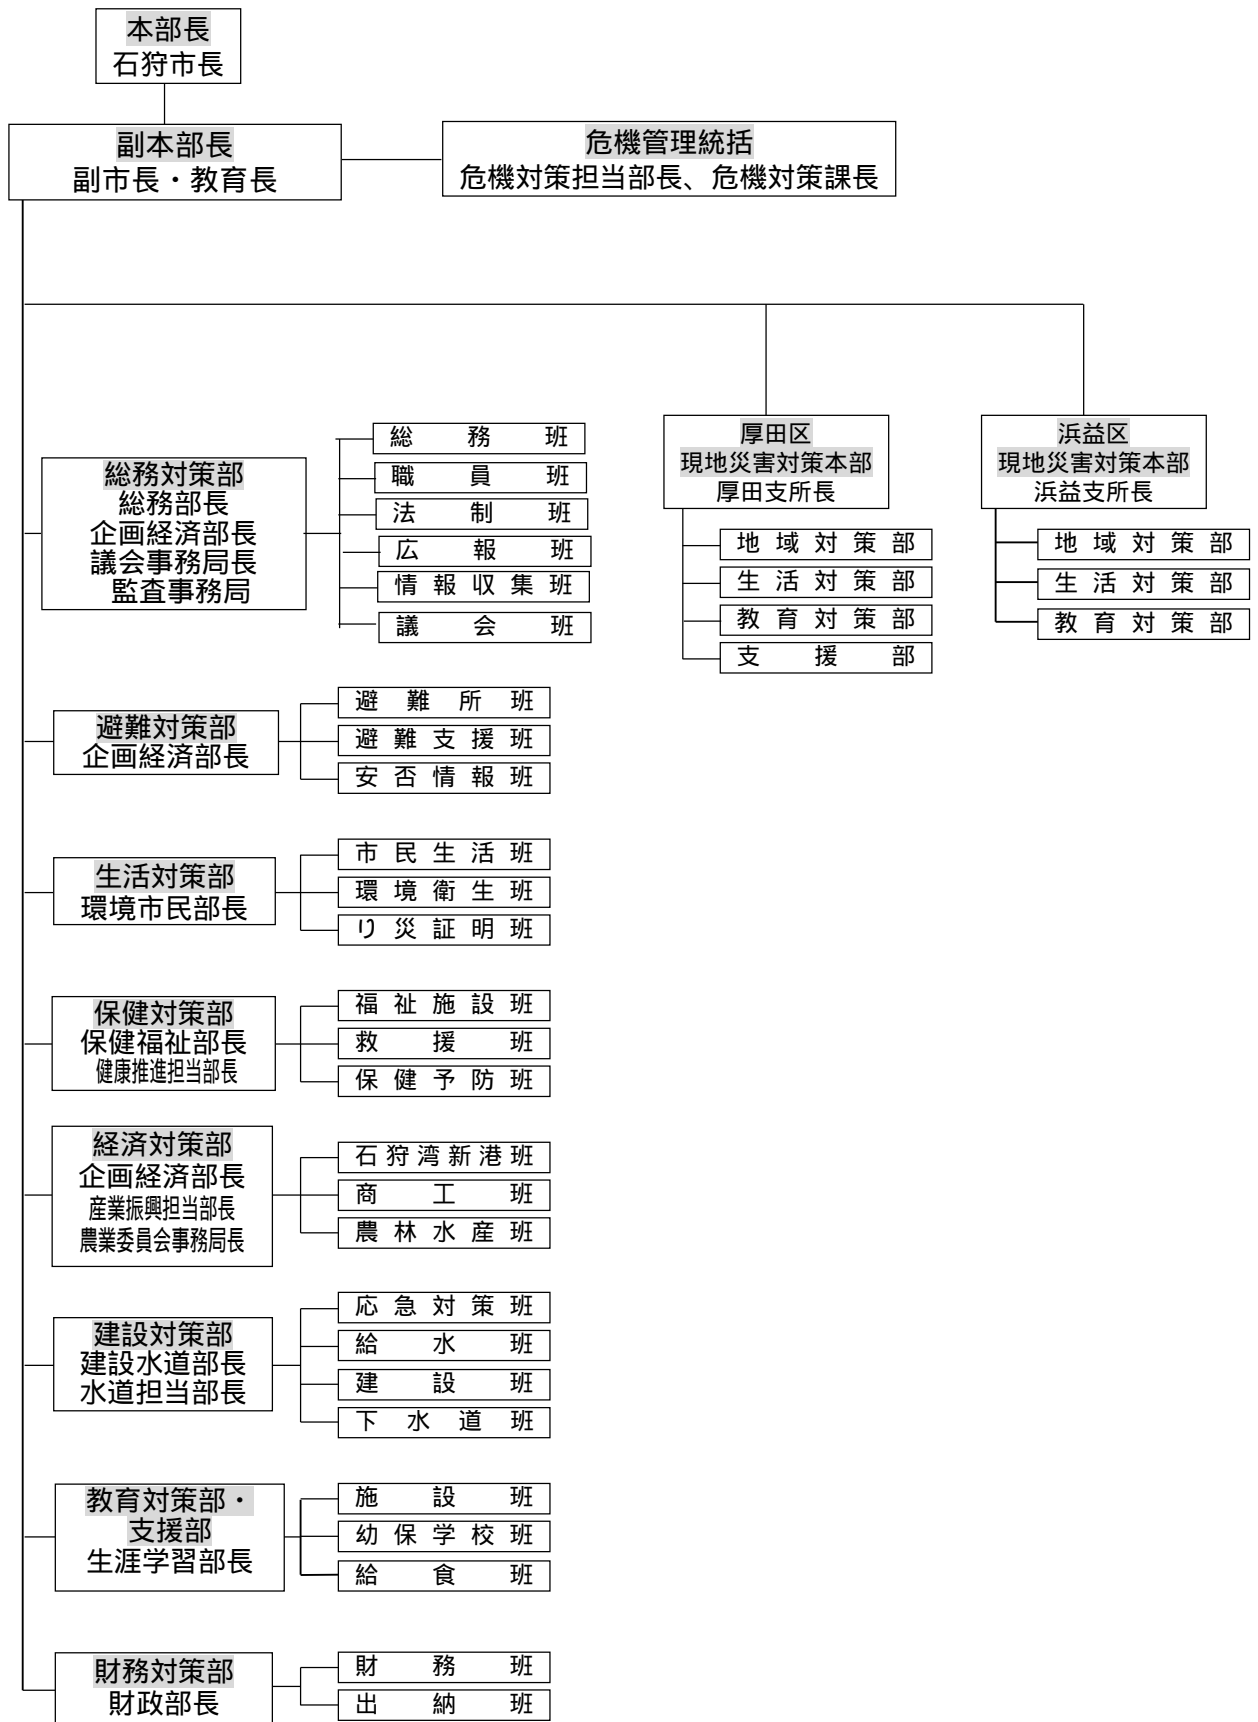 本部長
石狩市長
副本部長
副市長・教育長
危機管理統括
危機対策担当部長、危機対策課長
総務対策部
総務部長
企画経済部長
議会事務局長
監査事務局
総務班
職員班
法制班
広報班
情報収集班
議会班
厚田区
現地災害対策本部
厚田支所長
地域対策部
生活対策部
教育対策部
支援部
浜益区
現地災害対策本部
浜益支所長
地域対策部
生活対策部
教育対策部
避難対策部
企画経済部長
避難所班
避難支援班
安否情報班
生活対策部
環境市民部長
市民生活班
環境衛生班
り災証明班
保健対策部
保健福祉部長
健康推進担当部長
福祉施設班
救援班
保健予防班
経済対策部
企画経済部長
産業振興担当部長
農業委員会事務局長
石狩湾新港班
商工班
農林水産班
建設対策部
建設水道部長
水道担当部長
応急対策班
給水班
建設班
下水道班
教育対策部・
支援部
生涯学習部長
施設班
幼保学校班
給食班
財務対策部
財政部長
財務班
出納班